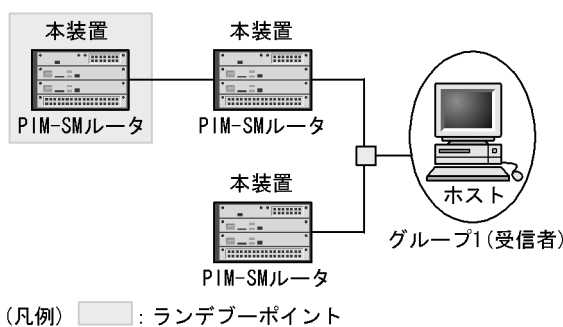 本装置
PIM-SMルータ
本装置
PIM-SMルータ
本装置
PIM-SMルータ
ホスト
グループ1(受信者)
(凡例) : ランデブーポイント